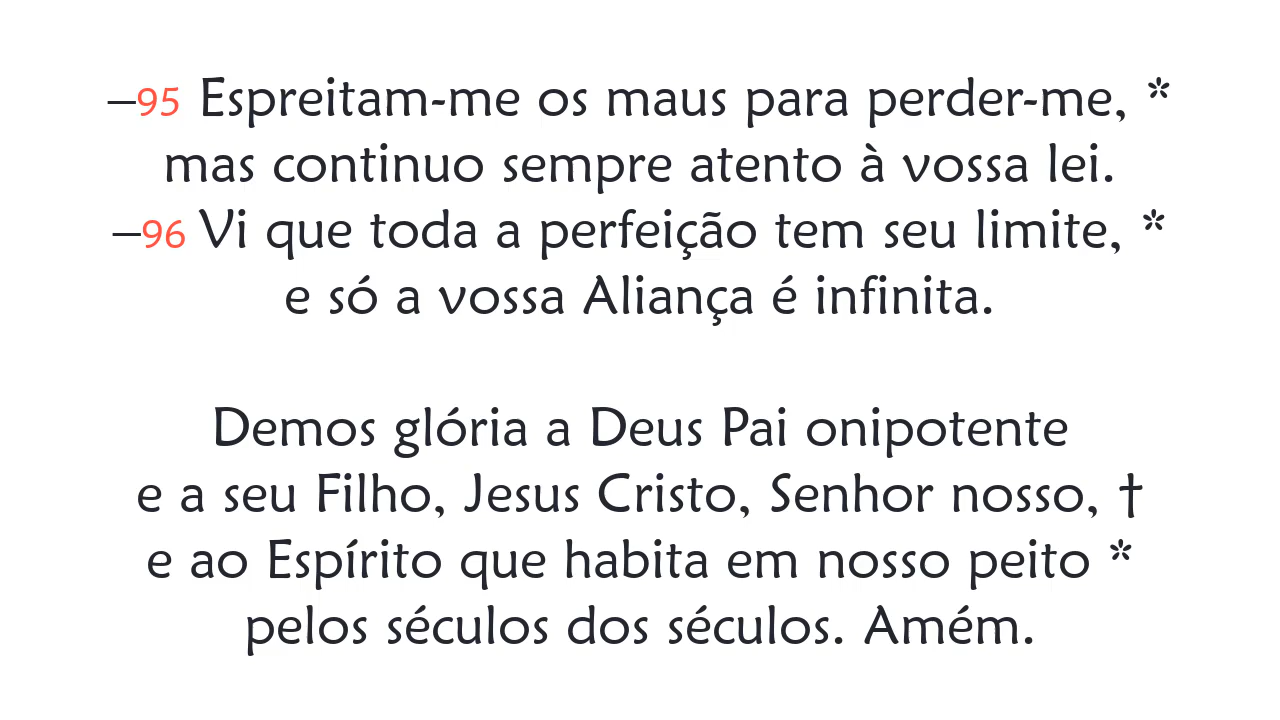 –95 Espreitam-me os maus para perder-me, *
mas continuo sempre atento à vossa lei.
–96 Vi que toda a perfeição tem seu limite, *
e só a vossa Aliança é infinita.
Demos glória a Deus Pai onipotente
e a seu Filho, Jesus Cristo, Senhor nosso, †
e ao Espírito que habita em nosso peito *
pelos séculos dos séculos. Amém.